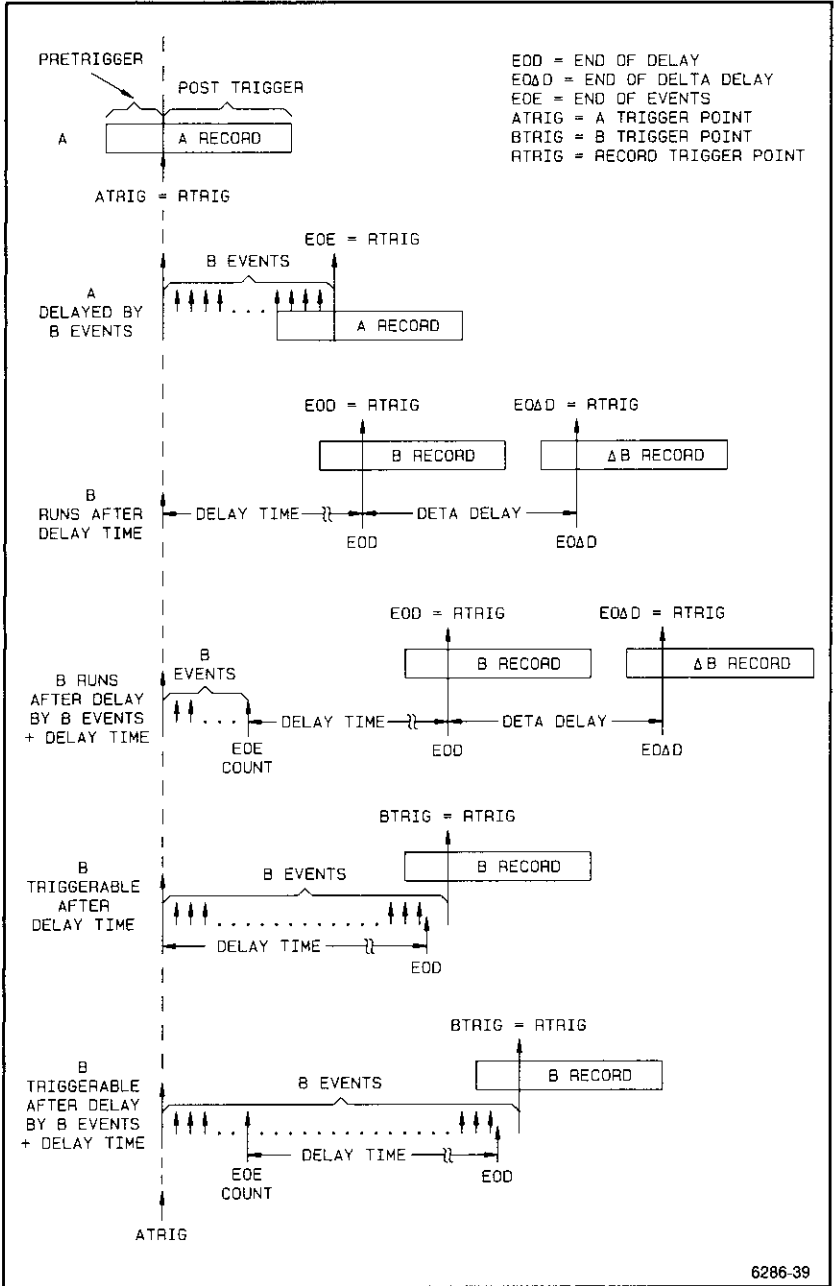 PRETRIGGER
POST TRIGGER
A
A RECORD
ATRIG = RTRIG
EOD = END OF DELAY
EOΔD = END OF DELTA DELAY
EOE = END OF EVENTS
ATRIG = A TRIGGER POINT
BTRIG = B TRIGGER POINT
RTRIG = RECORD TRIGGER POINT
EOE = RTRIG
B EVENTS
A
DELAYED BY
B EVENTS
. . .
A RECORD
EOD = RTRIG
EOΔD = RTRIG
B RECORD
ΔB RECORD
B
RUNS AFTER
DELAY TIME
DELAY TIME
DETA DELAY
EOD
EOΔD
EOD = RTRIG
EOΔD = RTRIG
B RECORD
ΔB RECORD
B RUNS
AFTER DELAY
BY B EVENTS
+ DELAY TIME
B
EVENTS
. . . .
EOE
COUNT
DELAY TIME
DETA DELAY
EOD
EOΔD
BTRIG = RTRIG
B RECORD
B
TRIGGERABLE
AFTER
DELAY TIME
B EVENTS
DELAY TIME
EOD
BTRIG = RTRIG
B RECORD
B
TRIGGERABLE
AFTER DELAY
BY B EVENTS
+ DELAY TIME
B EVENTS
EOE
COUNT
DELAY TIME
EOD
ATRIG
6286-39